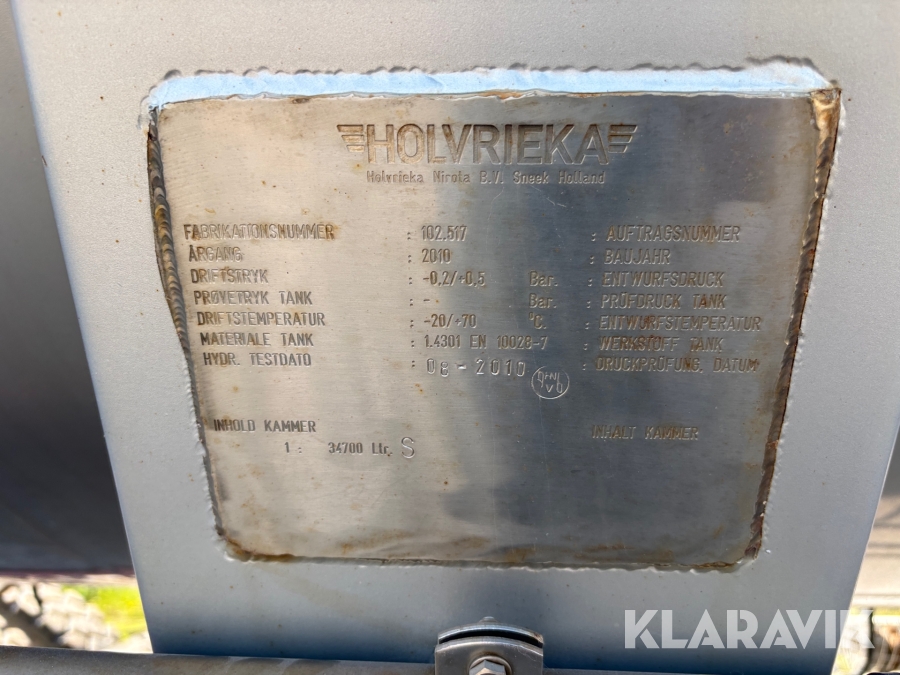 HOLVRIEKA
Holvrieka Nirota B.V. Sneek Holland
FABRIKATIONSNUMMER : 102.517 : AUFTRAGSNUMMER
ÅRGANG : 2010 : BAUJAHR
DRIFTSTRYK : -0,2/+0,5 Bar. : ENTWURFSDRUCK
PRØVETRYK TANK : - Bar. : PRÜFDRUCK TANK
DRIFTSTEMPERATUR : -20/+70 °C. : ENTWURFSTEMPERATUR
MATERIALE TANK : 1.4301 EN 10028-7 : WERKSTOFF TANK
HYDR. TESTDATO : 08-2010 : DRUCKPRÜFUNG, DATUM
INHOLD KAMMER INHALT KAMMER
1 : 34700 Ltr. S
KLARAVIK